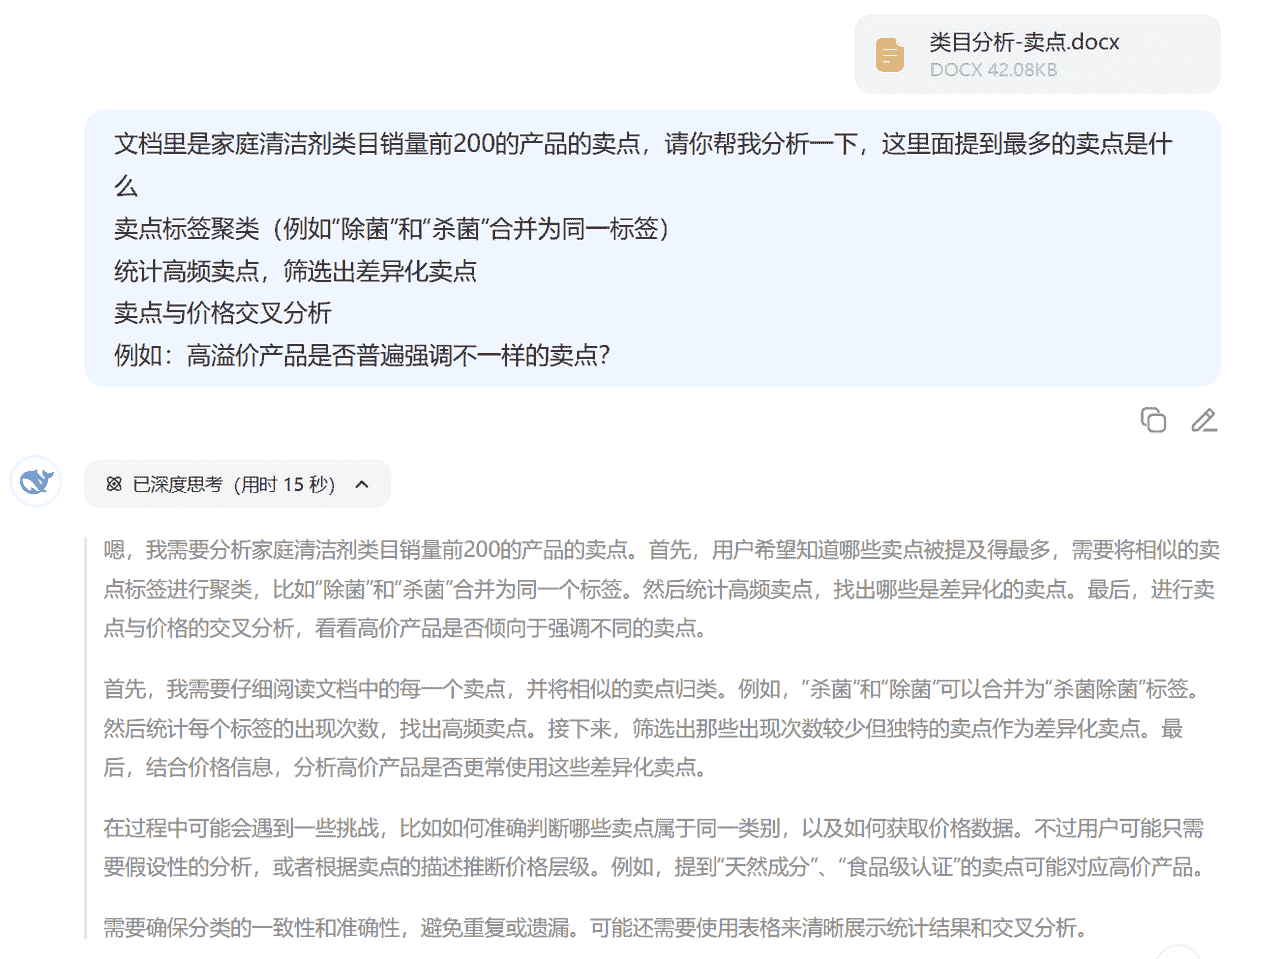 类目分析-卖点.docx
DOCX 42.08KB
文档里是家庭清洁剂类目销量前200的产品的卖点，请你帮我分析一下，这里面提到最多的卖点是什
么
卖点标签聚类（例如“除菌”和“杀菌”合并为同一标签）
统计高频卖点，筛选出差异化卖点
卖点与价格交叉分析
例如：高溢价产品是否普遍强调不一样的卖点？
已深度思考（用时 15 秒）
嗯，我需要分析家庭清洁剂类目销量前200的产品的卖点。首先，用户希望知道哪些卖点被提及得最多，需要将相似的卖
点标签进行聚类，比如“除菌”和“杀菌”合并为同一个标签。然后统计高频卖点，找出哪些是差异化的卖点。最后，进行卖
点与价格的交叉分析，看看高价产品是否倾向于强调不同的卖点。
首先，我需要仔细阅读文档中的每一个卖点，并将相似的卖点归类。例如，“杀菌”和“除菌”可以合并为“杀菌除菌”标签。
然后统计每个标签的出现次数，找出高频卖点。接下来，筛选出那些出现次数较少但独特的卖点作为差异化卖点。最
后，结合价格信息，分析高价产品是否更常使用这些差异化卖点。
在过程中可能会遇到一些挑战，比如如何准确判断哪些卖点属于同一类别，以及如何获取价格数据。不过用户可能只需
要假设性的分析，或者根据卖点的描述推断价格层级。例如，提到“天然成分”、“食品级认证”的卖点可能对应高价产品。
需要确保分类的一致性和准确性，避免重复或遗漏。可能还需要使用表格来清晰展示统计结果和交叉分析。